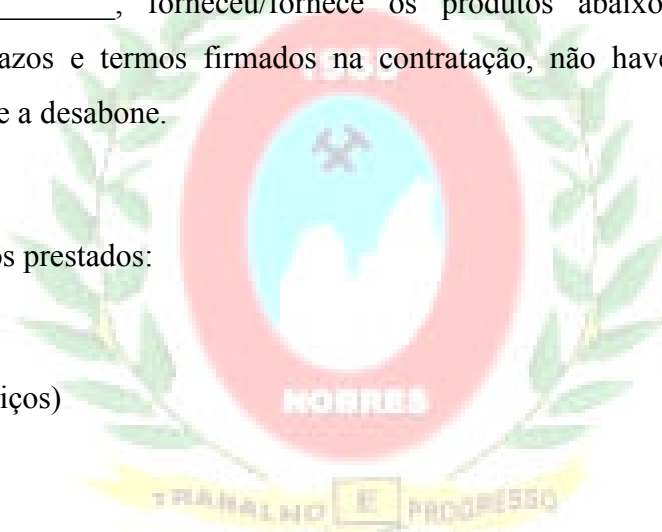 ________, forneceu/fornece os produtos abaixo
azos e termos firmados na contratação, não have
e a desabone.
os prestados:
iços)
NOBRES
TRABALHO E PROGRESSO